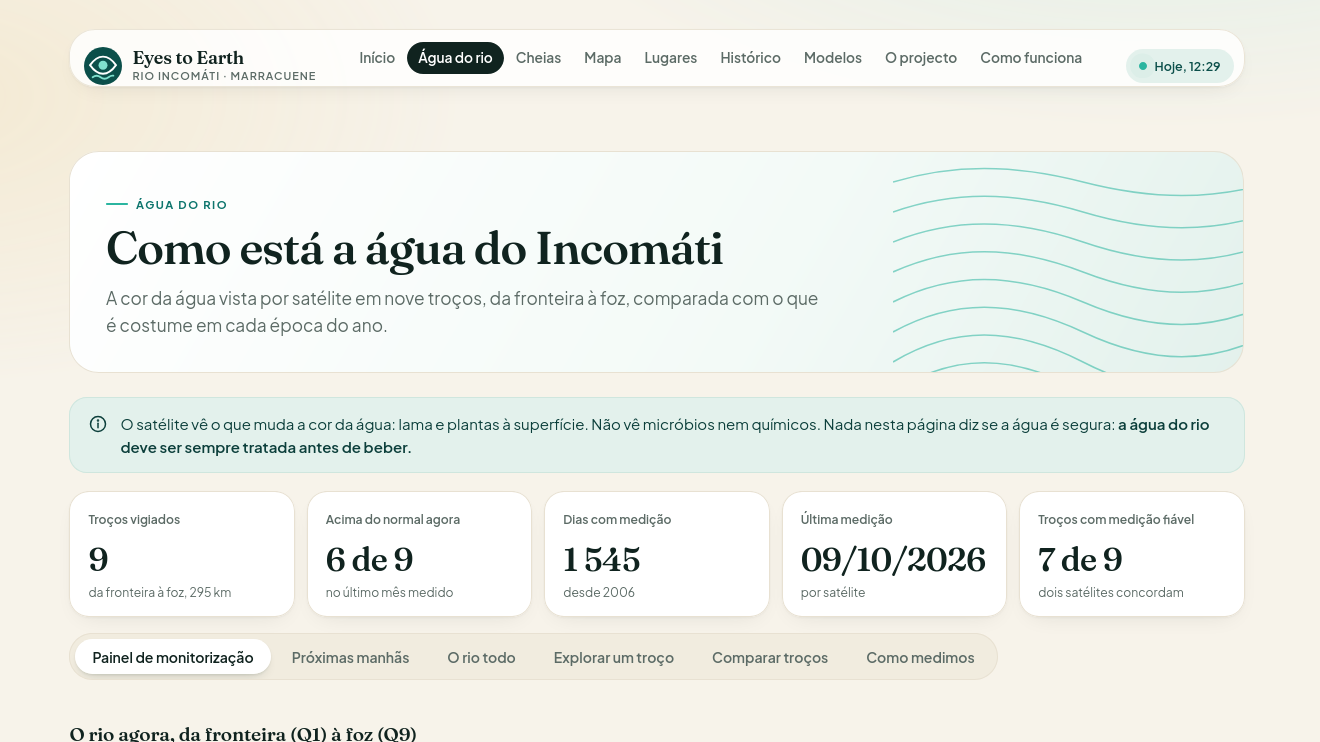 Eyes to Earth
RIO INCOMÁTI · MARRACUENE
Início
Água do rio
Cheias
Mapa
Lugares
Histórico
Modelos
O projeto
Como funciona
Hoje, 12:29
ÁGUA DO RIO
Como está a água do Incomáti
A cor da água vista por satélite em nove troços, da fronteira à foz, comparada com o que
é costume em cada época do ano.
O satélite vê o que muda a cor da água: lama e plantas à superfície. Não vê micróbios nem químicos. Nada nesta página diz se a água é segura: a água do rio
deve ser sempre tratada antes de beber.
Troços vigiados
9
da fronteira à foz, 295 km
Acima do normal agora
6 de 9
no último mês medido
Dias com medição
1 545
desde 2006
Última medição
09/10/2026
por satélite
Troços com medição fiável
7 de 9
dois satélites concordam
Painel de monitorização
Próximas manhãs
O rio todo
Explorar um troço
Comparar troços
Como medimos
O rio agora, da fronteira (Q1) à foz (Q9)